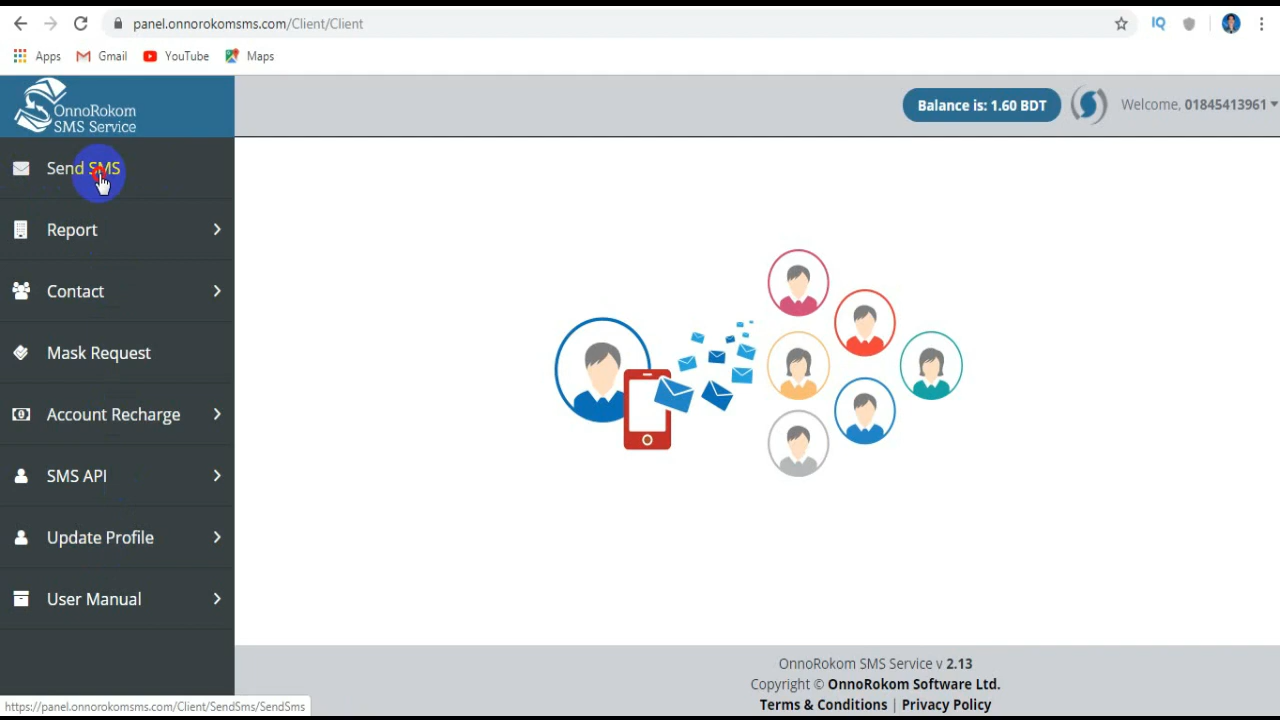 panel.onnorokomsms.com/Client/Client
IQ
Apps
Gmail
YouTube
Maps
OnnoRokom
SMS Service
Balance is: 1.60 BDT
Welcome, 01845413961
Send SMS
Report
Contact
Mask Request
Account Recharge
SMS API
Update Profile
User Manual
OnnoRokom SMS Service v 2.13
Copyright © OnnoRokom Software Ltd.
Terms & Conditions | Privacy Policy
https://panel.onnorokomsms.com/Client/SendSms/SendSms